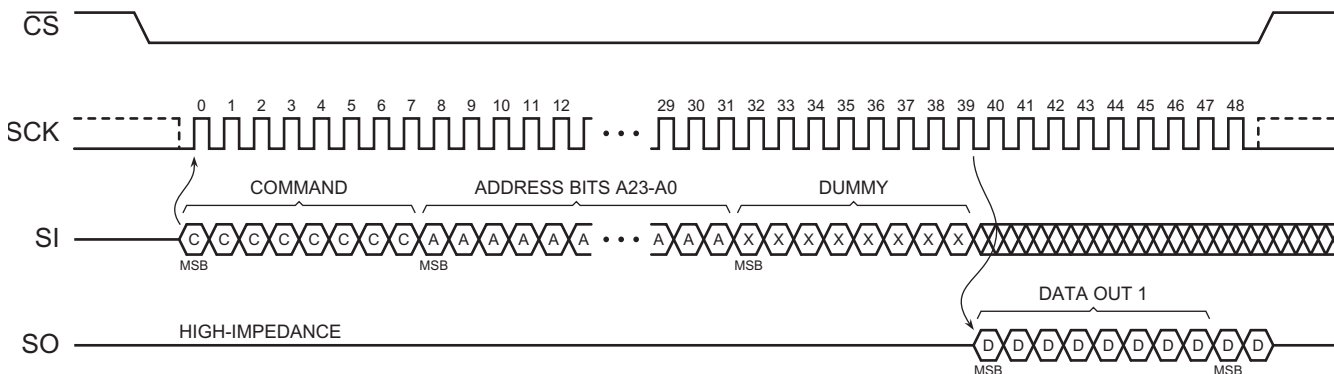 CS
0 1 2 3 4 5 6 7 8 9 10 11 12 29 30 31 32 33 34 35 36 37 38 39 40 41 42 43 44 45 46 47 48
SCK
COMMAND ADDRESS BITS A23-A0 DUMMY
SI C C C C C C C C A A A A A A A A A X X X X X X X X
MSB MSB MSB
DATA OUT 1
HIGH-IMPEDANCE
SO D D D D D D D D D D
MSB MSB